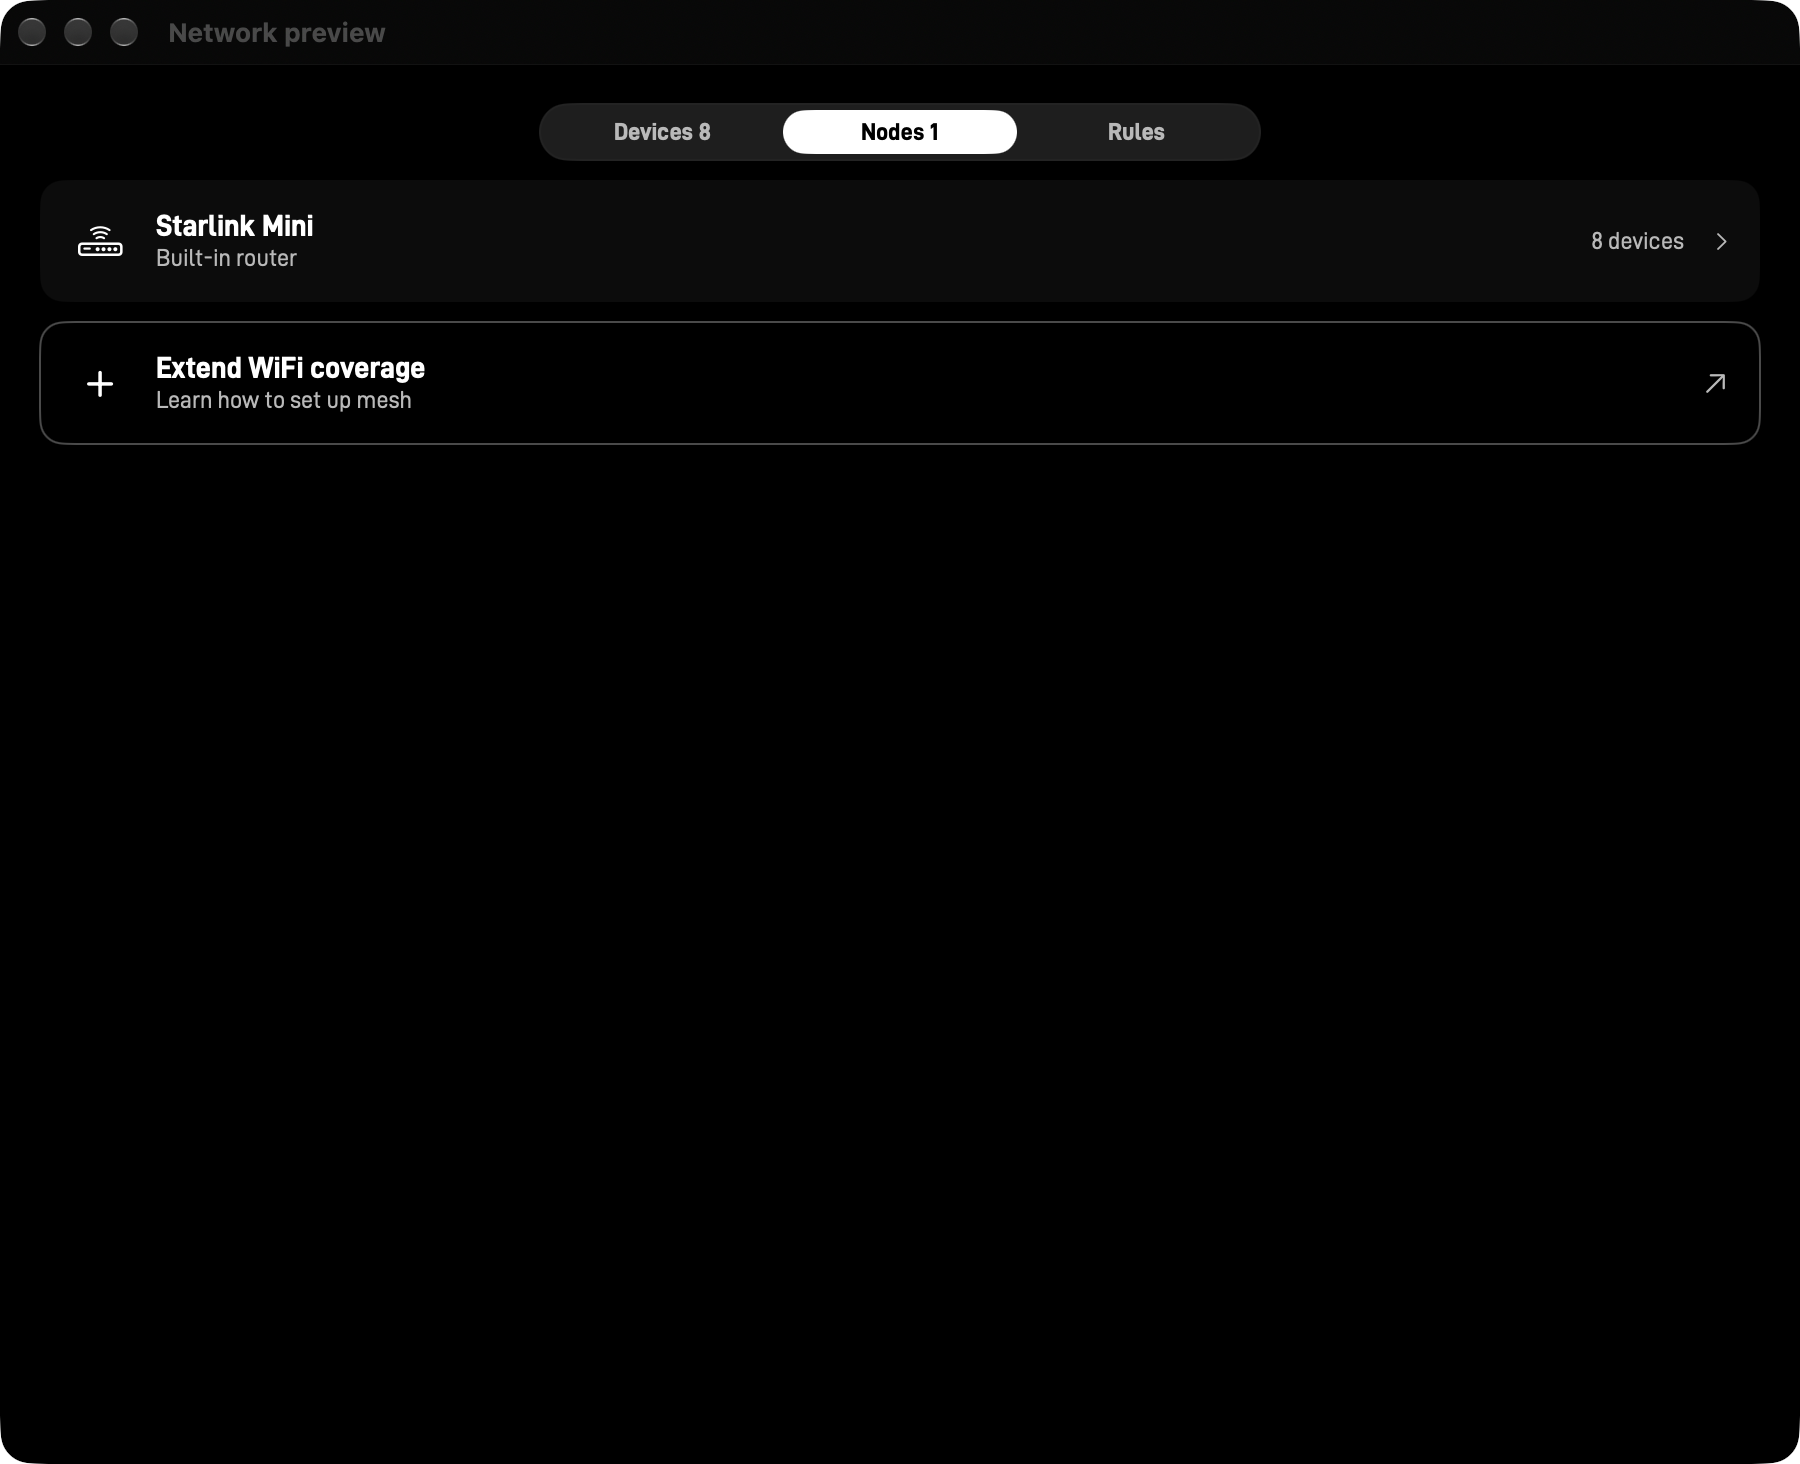 Network preview
Devices 8
Nodes 1
Rules
Starlink Mini
Built-in router
8 devices
Extend WiFi coverage
Learn how to set up mesh